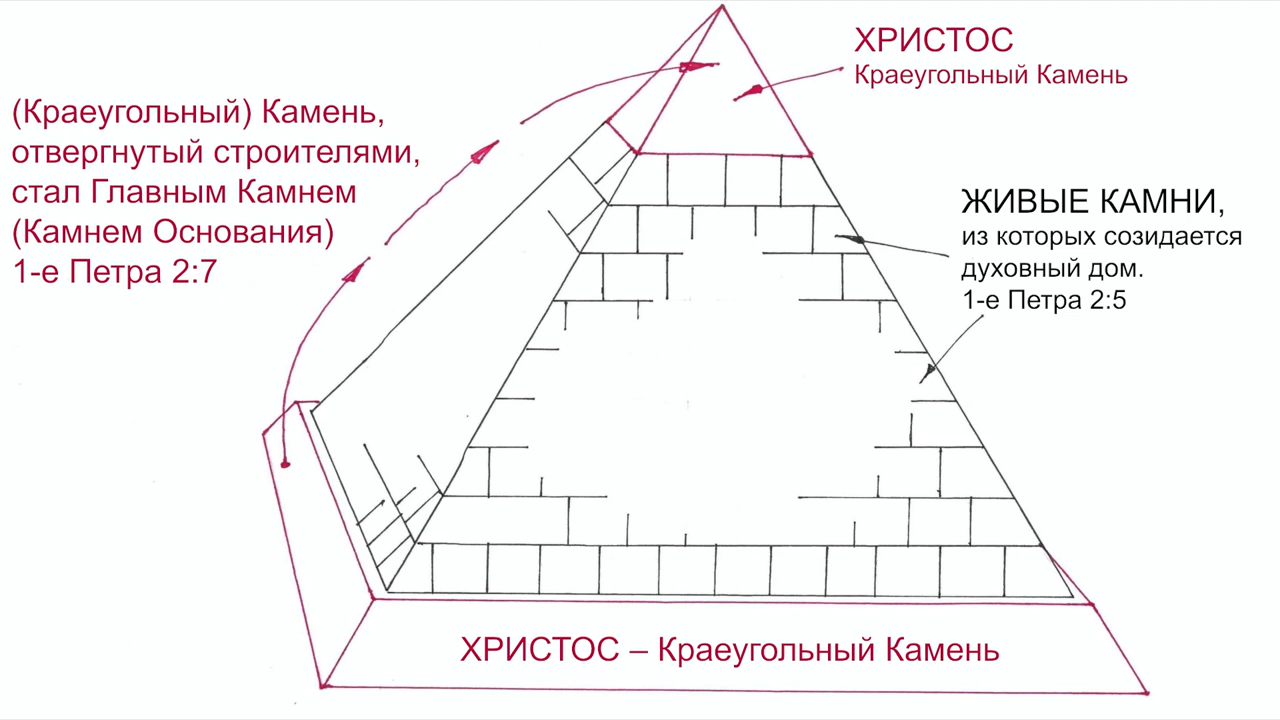 ХРИСТОС
Краеугольный Камень
(Краеугольный) Камень,
отвергнутый строителями,
стал Главным Камнем
(Камнем Основания)
1-е Петра 2:7
ЖИВЫЕ КАМНИ,
из которых созидается
духовный дом.
1-е Петра 2:5
ХРИСТОС – Краеугольный Камень